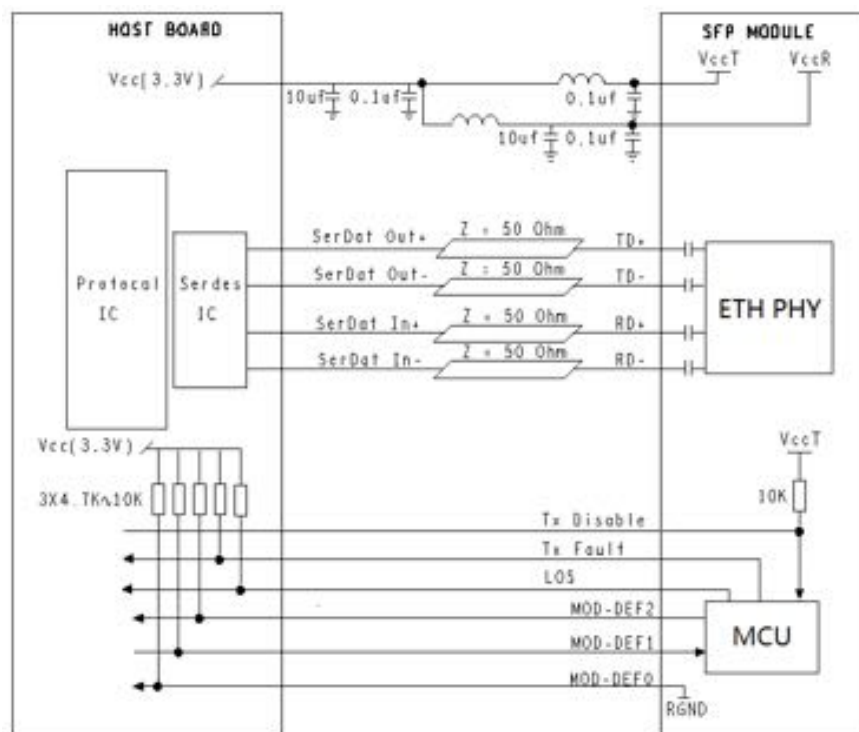 HOST BOARD
SFP MODULE
VccT
VccR
Vcc(3.3V)
10uf
0.1uf
0.1uf
10uf
0.1uf
SerDat Out+
Z = 50 Ohm
TD+
SerDat Out-
Z = 50 Ohm
TD-
SerDat In+
Z = 50 Ohm
RD+
SerDat In-
Z = 50 Ohm
RD-
Protocal
IC
Serdes
IC
ETH PHY
Vcc(3.3V)
VccT
3X4.7K~10K
10K
Tx Disable
Tx Fault
LOS
MOD-DEF2
MOD-DEF1
MOD-DEF0
MCU
RGND